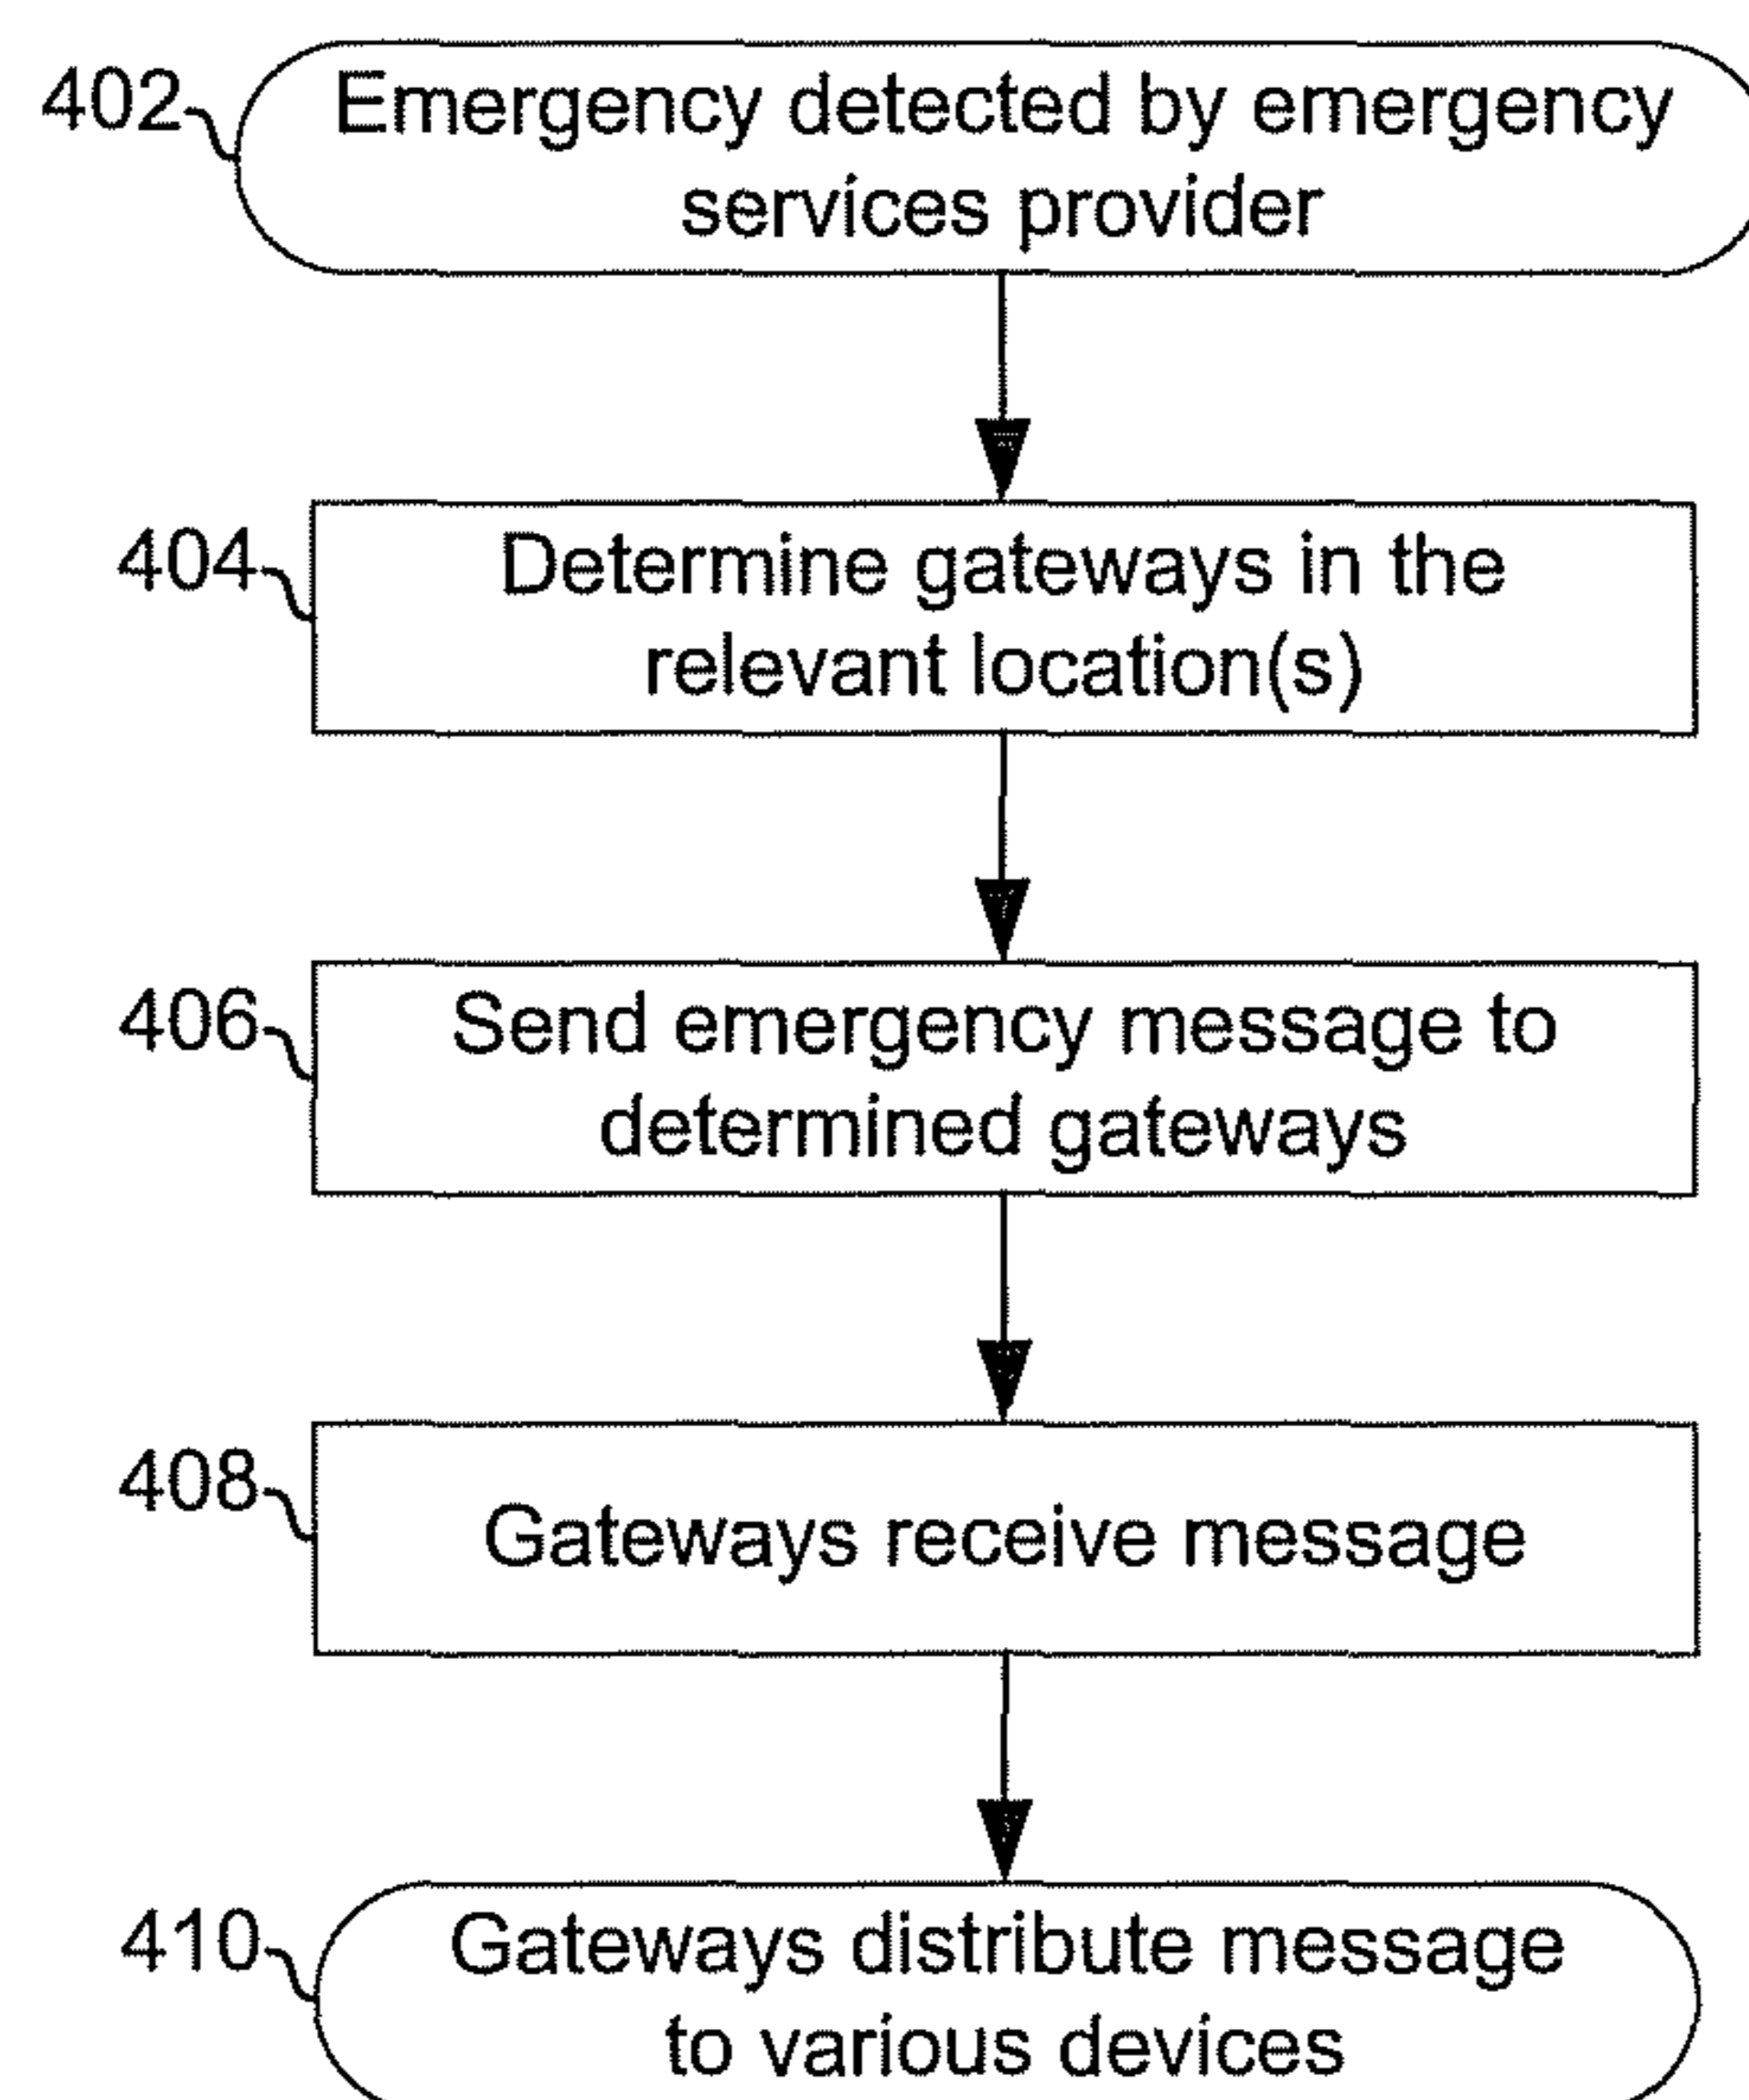 402
Emergency detected by emergency
services provider
404
Determine gateways in the
relevant location(s)
406
Send emergency message to
determined gateways
408
Gateways receive message
410
Gateways distribute message
to various devices